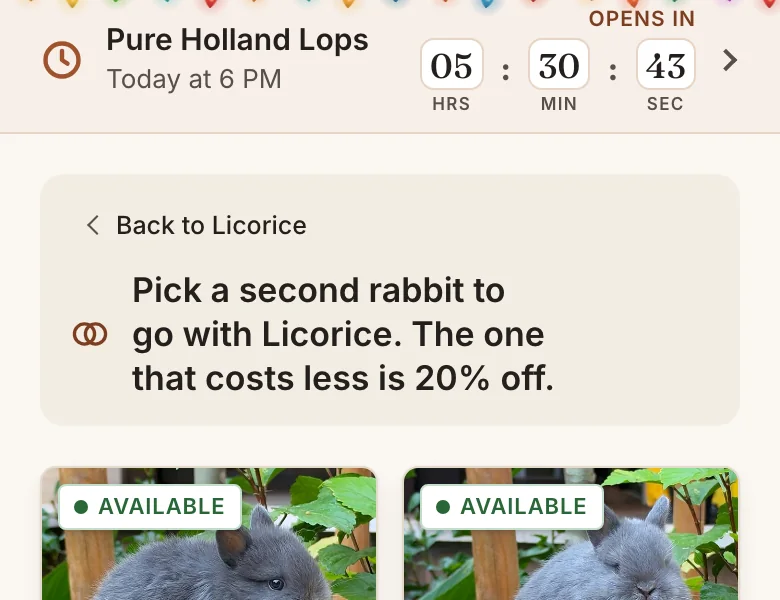 OPENS IN
Pure Holland Lops
Today at 6 PM
05 : 30 : 43
HRS MIN SEC
Back to Licorice
Pick a second rabbit to
go with Licorice. The one
that costs less is 20% off.
AVAILABLE
AVAILABLE